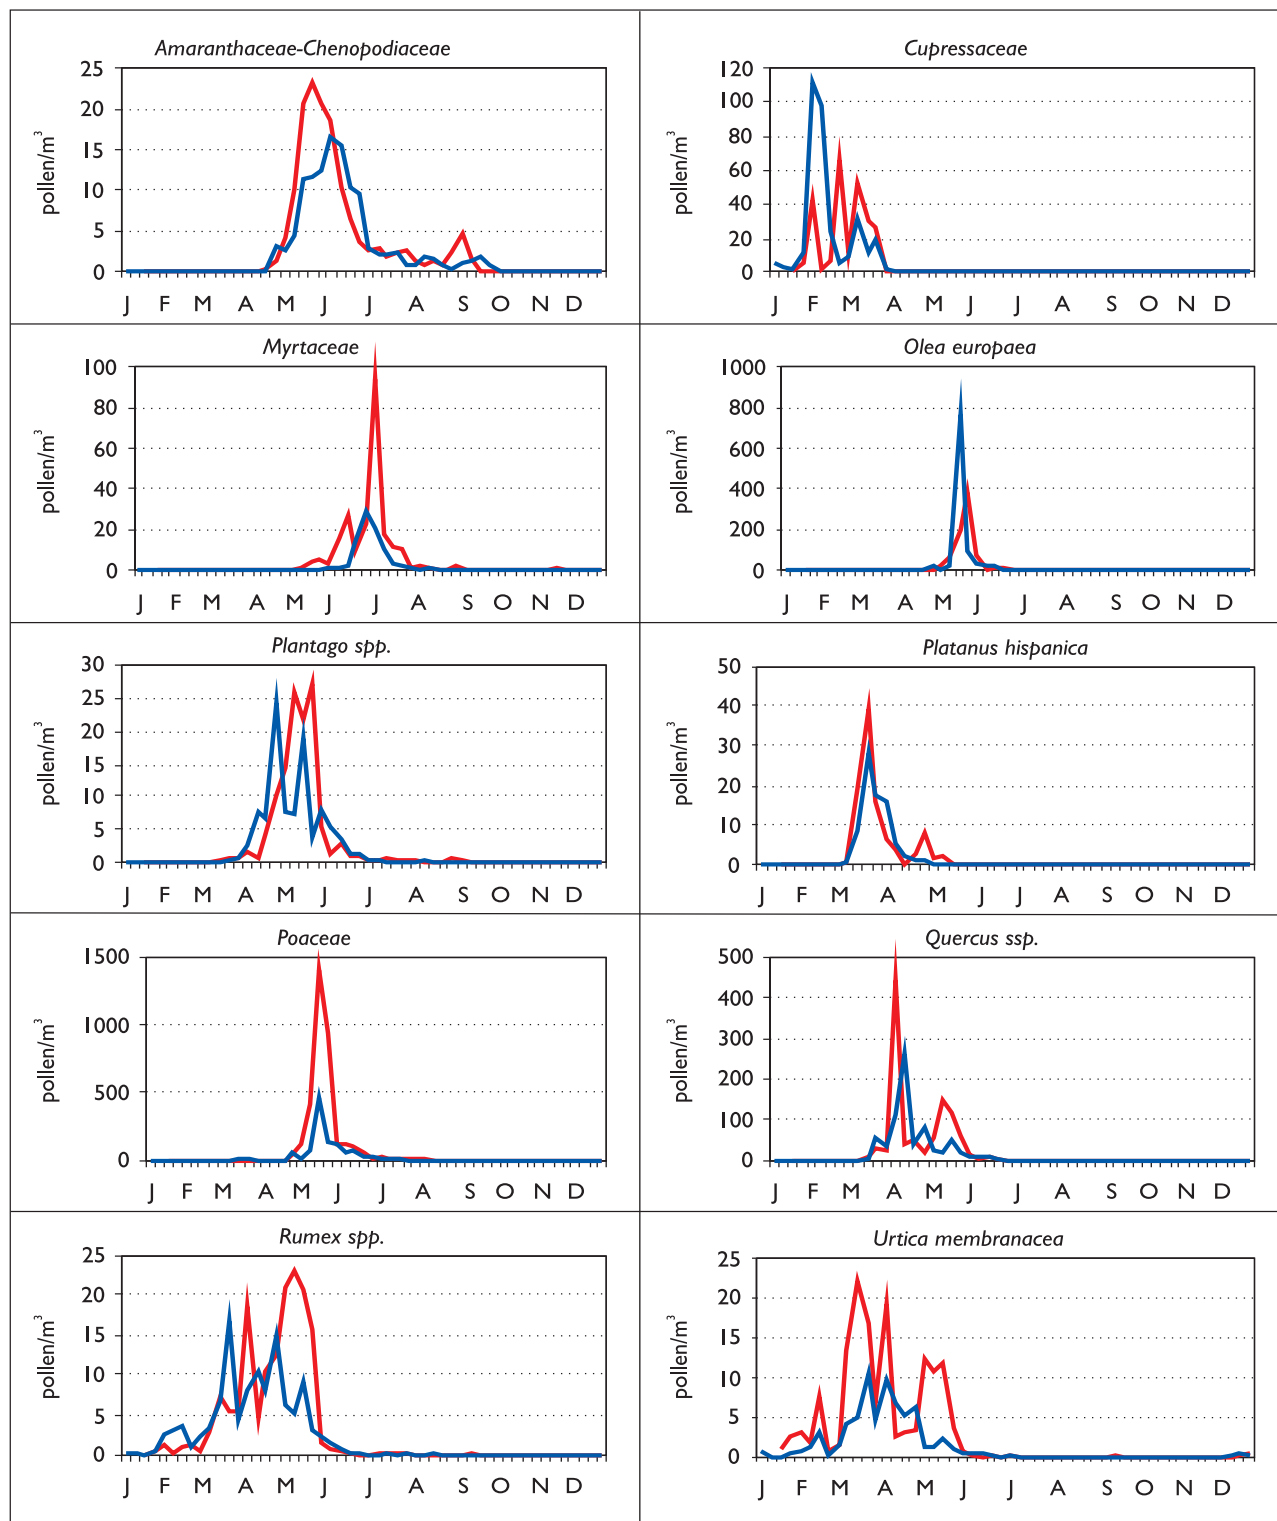 Amaranthaceae-Chenopodiaceae
pollen/m³
25
20
15
10
5
0
J F M A M J J A S O N D
Cupressaceae
pollen/m³
120
100
80
60
40
20
0
J F M A M J J A S O N D
Myrtaceae
pollen/m³
100
80
60
40
20
0
J F M A M J J A S O N D
Olea europaea
pollen/m³
1000
800
600
400
200
0
J F M A M J J A S O N D
Plantago spp.
pollen/m³
30
25
20
15
10
5
0
J F M A M J J A S O N D
Platanus hispanica
pollen/m³
50
40
30
20
10
0
J F M A M J J A S O N D
Poaceae
pollen/m³
1500
1000
500
0
J F M A M J J A S O N D
Quercus ssp.
pollen/m³
500
400
300
200
100
0
J F M A M J J A S O N D
Rumex spp.
pollen/m³
25
20
15
10
5
0
J F M A M J J A S O N D
Urtica membranacea
pollen/m³
25
20
15
10
5
0
J F M A M J J A S O N D